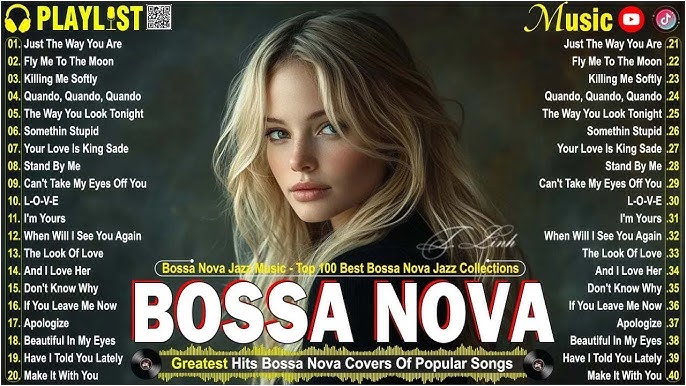 PLAYLIST
Music
01. Just The Way You Are
02. Fly Me To The Moon
03. Killing Me Softly
04. Quando, Quando, Quando
05. The Way You Look Tonight
06. Somethin Stupid
07. Your Love Is King Sade
08. Stand By Me
09. Can't Take My Eyes Off You
10. L-O-V-E
11. I'm Yours
12. When Will I See You Again
13. The Look Of Love
14. And I Love Her
15. Don't Know Why
16. If You Leave Me Now
17. Apologize
18. Beautiful In My Eyes
19. Have I Told You Lately
20. Make It With You
Just The Way You Are .21
Fly Me To The Moon .22
Killing Me Softly .23
Quando, Quando, Quando .24
The Way You Look Tonight .25
Somethin Stupid .26
Your Love Is King Sade .27
Stand By Me .28
Can't Take My Eyes Off You .29
L-O-V-E .30
I'm Yours .31
When Will I See You Again .32
The Look Of Love .33
And I Love Her .34
Don't Know Why .35
If You Leave Me Now .36
Apologize .37
Beautiful In My Eyes .38
Have I Told You Lately .39
Make It With You .40
T. Linh
Bossa Nova Jazz Music - Top 100 Best Bossa Nova Jazz Collections
BOSSA NOVA
Greatest Hits Bossa Nova Covers Of Popular Songs